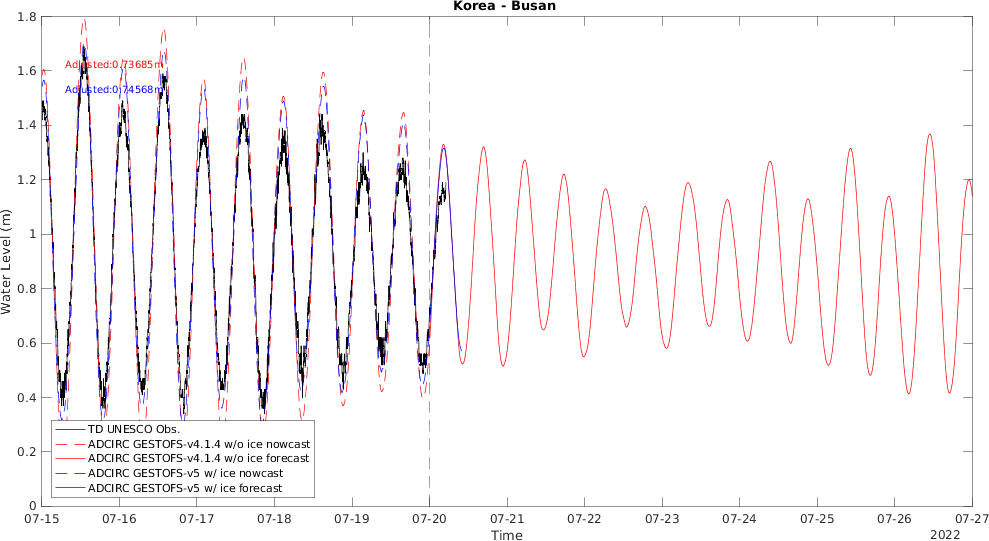 Korea - Busan
1.8
1.6
1.4
1.2
1
0.8
0.6
0.4
0.2
0
Water Level (m)
Adjusted:0.73685m
Adjusted:0.74568m
TD UNESCO Obs.
ADCIRC GESTOFS-v4.1.4 w/o ice nowcast
ADCIRC GESTOFS-v4.1.4 w/o ice forecast
ADCIRC GESTOFS-v5 w/ ice nowcast
ADCIRC GESTOFS-v5 w/ ice forecast
07-15 07-16 07-17 07-18 07-19 07-20 07-21 07-22 07-23 07-24 07-25 07-26 07-27
Time
2022